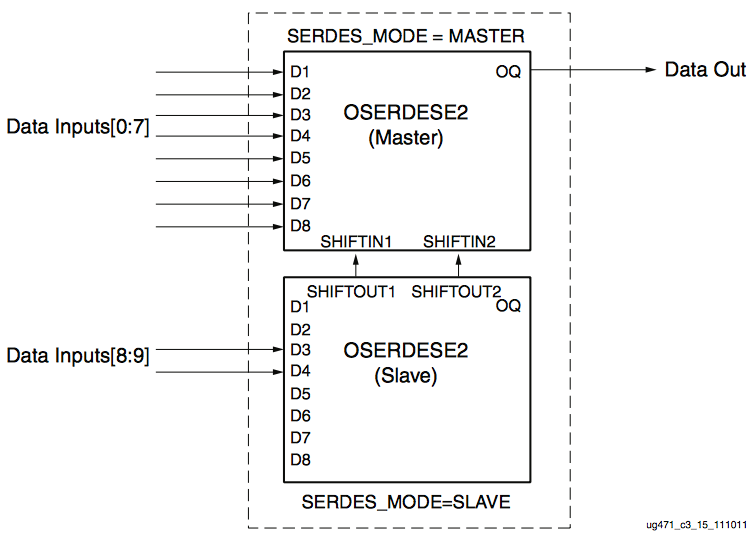 SERDES_MODE = MASTER
D1
OQ
Data Out
D2
OSERDESE2
D3
Data Inputs[0:7]
D4
(Master)
D5
D6
D7
D8
SHIFTIN1
SHIFTIN2
SHIFTOUT1
SHIFTOUT2
D1
OQ
D2
Data Inputs[8:9]
D3
OSERDESE2
D4
(Slave)
D5
D6
D7
D8
SERDES_MODE=SLAVE
ug471_c3_15_111011